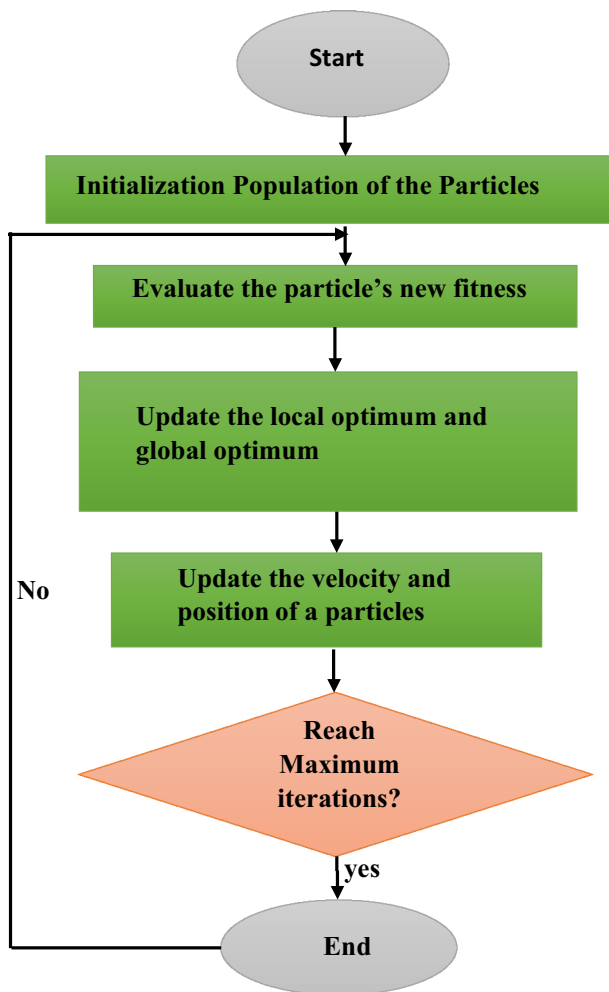 Start
Initialization Population of the Particles
Evaluate the particle’s new fitness
Update the local optimum and
global optimum
Update the velocity and
position of a particles
No
Reach
Maximum
iterations?
yes
End